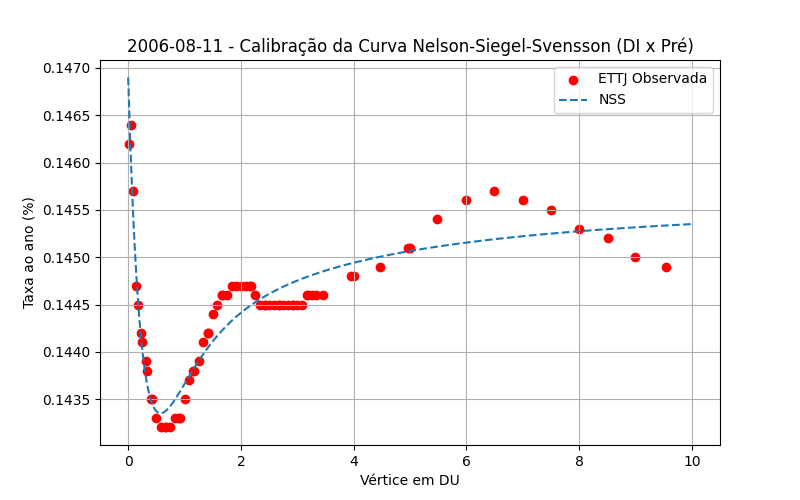 2006-08-11 - Calibração da Curva Nelson-Siegel-Svensson (DI x Pré)
ETTJ Observada
NSS
Taxa ao ano (%)
0.1470
0.1465
0.1460
0.1455
0.1450
0.1445
0.1440
0.1435
0 2 4 6 8 10
Vértice em DU